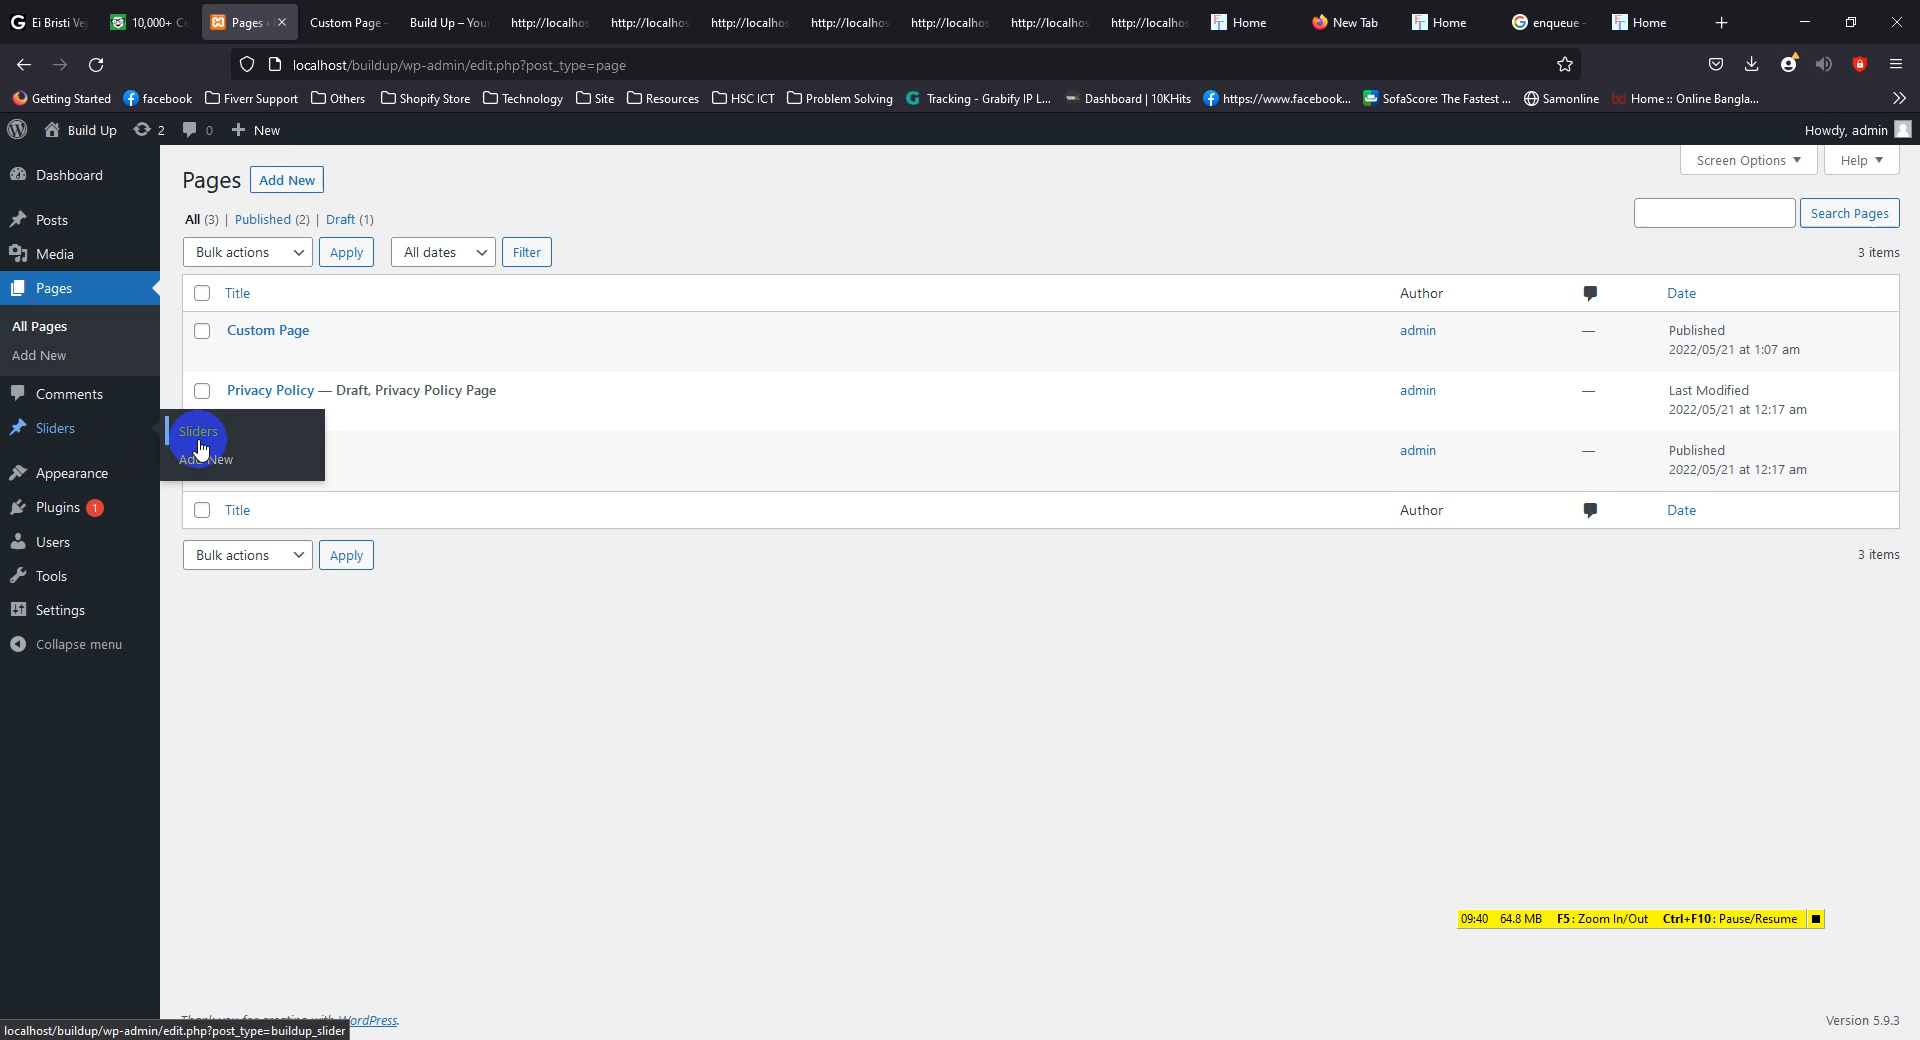 Ei Bristi Ve
10,000+ Co
Pages ‹
Custom Page -
Build Up – You
http://localhos
http://localhos
http://localhos
http://localhos
http://localhos
http://localhos
http://localhos
Home
New Tab
Home
enqueue -
Home
localhost/buildup/wp-admin/edit.php?post_type=page
Getting Started
facebook
Fiverr Support
Others
Shopify Store
Technology
Site
Resources
HSC ICT
Problem Solving
Tracking - Grabify IP L...
Dashboard | 10KHits
https://www.facebook...
SofaScore: The Fastest ...
Samonline
Home :: Online Bangla...
Build Up
2
0
New
Howdy, admin
Screen Options
Help
Dashboard
Posts
Media
Pages
All Pages
Add New
Comments
Sliders
Appearance
Plugins 1
Users
Tools
Settings
Collapse menu
Sliders
Add New
Pages
Add New
All (3) | Published (2) | Draft (1)
Search Pages
Bulk actions
Apply
All dates
Filter
3 items
Title
Author
Date
Custom Page
admin
—
Published
2022/05/21 at 1:07 am
Privacy Policy — Draft, Privacy Policy Page
admin
—
Last Modified
2022/05/21 at 12:17 am
admin
—
Published
2022/05/21 at 12:17 am
Title
Author
Date
Bulk actions
Apply
3 items
09:40 64.8 MB F5: Zoom In/Out Ctrl+F10: Pause/Resume
WordPress.
Version 5.9.3
localhost/buildup/wp-admin/edit.php?post_type=buildup_slider